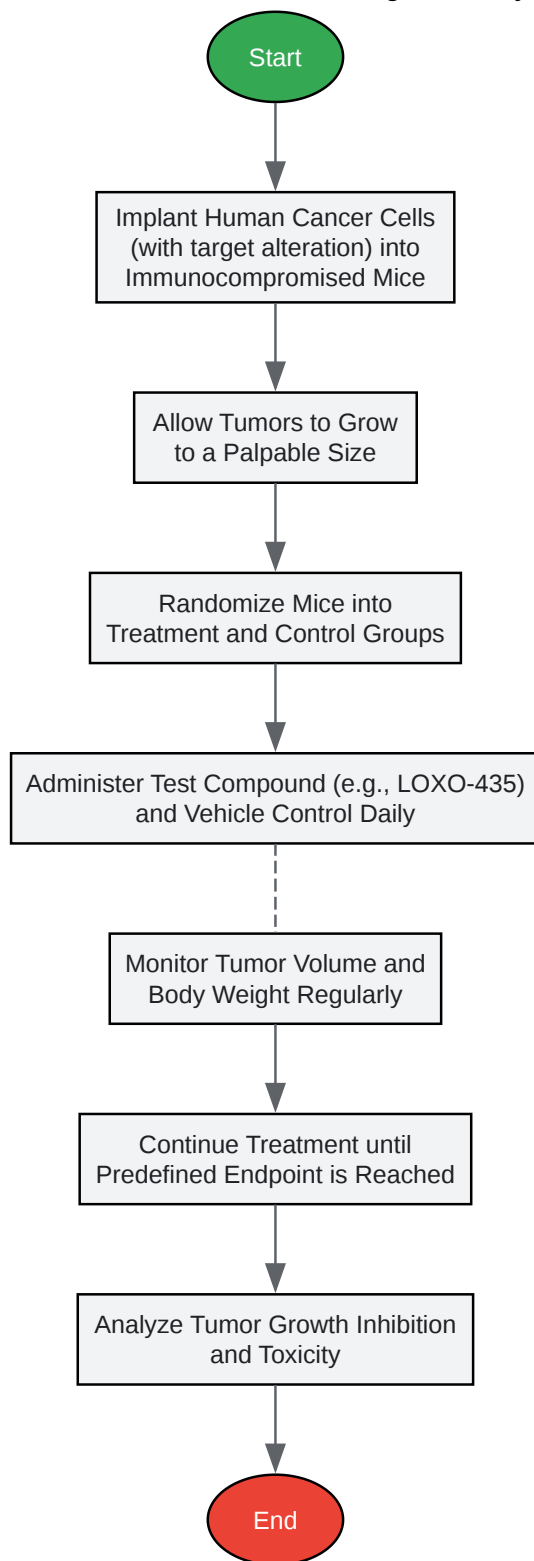 Start
Implant Human Cancer Cells
(with target alteration) into
Immunocompromised Mice
Allow Tumors to Grow
to a Palpable Size
Randomize Mice into
Treatment and Control Groups
Administer Test Compound (e.g., LOXO-435)
and Vehicle Control Daily
Monitor Tumor Volume and
Body Weight Regularly
Continue Treatment until
Predefined Endpoint is Reached
Analyze Tumor Growth Inhibition
and Toxicity
End